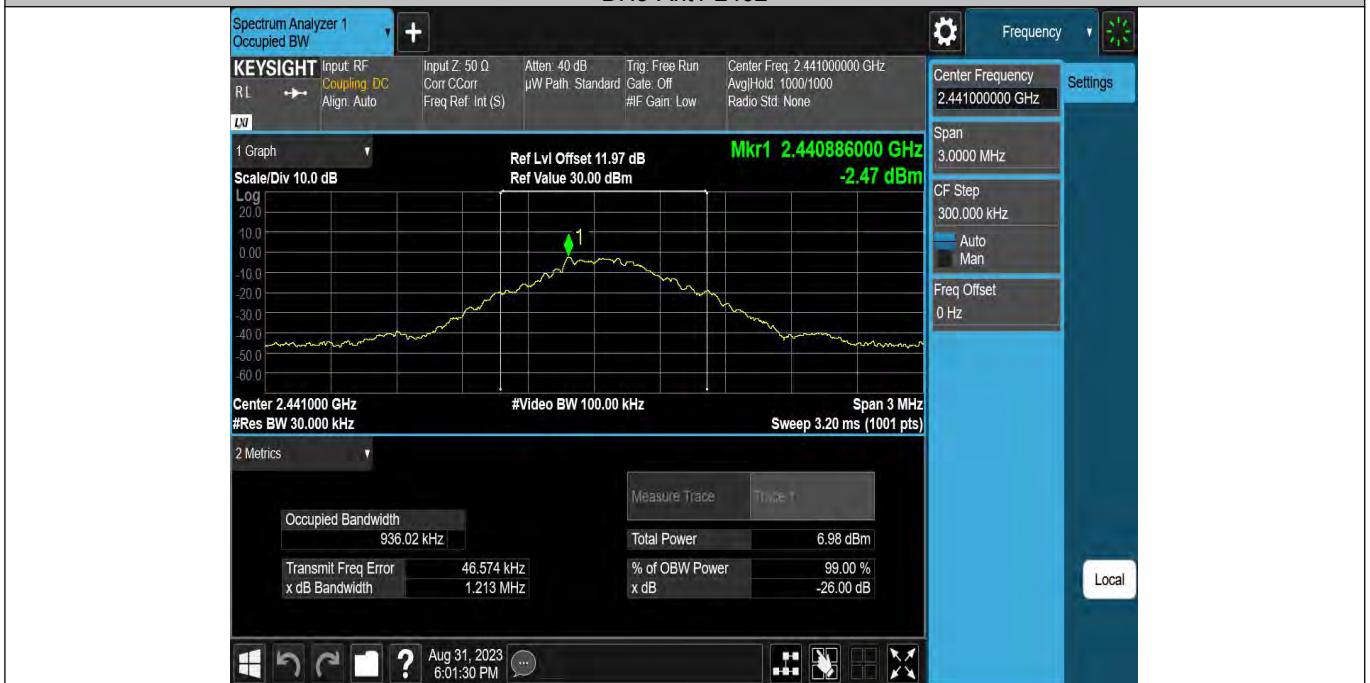 Spectrum Analyzer 1
Occupied BW
Frequency
KEYSIGHT
RL
LXI
Input: RF
Coupling: DC
Align: Auto
Input Z: 50 Ω
Corr CCorr
Freq Ref: Int (S)
Atten: 40 dB
µW Path: Standard
Trig: Free Run
Gate: Off
#IF Gain: Low
Center Freq: 2.441000000 GHz
Avg|Hold: 1000/1000
Radio Std: None
Center Frequency
2.441000000 GHz
Settings
Span
3.0000 MHz
CF Step
300.000 kHz
Auto
Man
Freq Offset
0 Hz
Local
1 Graph
Scale/Div 10.0 dB
Ref Lvl Offset 11.97 dB
Ref Value 30.00 dBm
Mkr1 2.440886000 GHz
-2.47 dBm
Log
20.0
10.0
0.00
-10.0
-20.0
-30.0
-40.0
-50.0
-60.0
1
Center 2.441000 GHz
#Video BW 100.00 kHz
Span 3 MHz
#Res BW 30.000 kHz
Sweep 3.20 ms (1001 pts)
2 Metrics
Measure Trace
Trace 1
Occupied Bandwidth
936.02 kHz
Total Power
6.98 dBm
Transmit Freq Error
46.574 kHz
% of OBW Power
99.00 %
x dB Bandwidth
1.213 MHz
x dB
-26.00 dB
Aug 31, 2023
6:01:30 PM